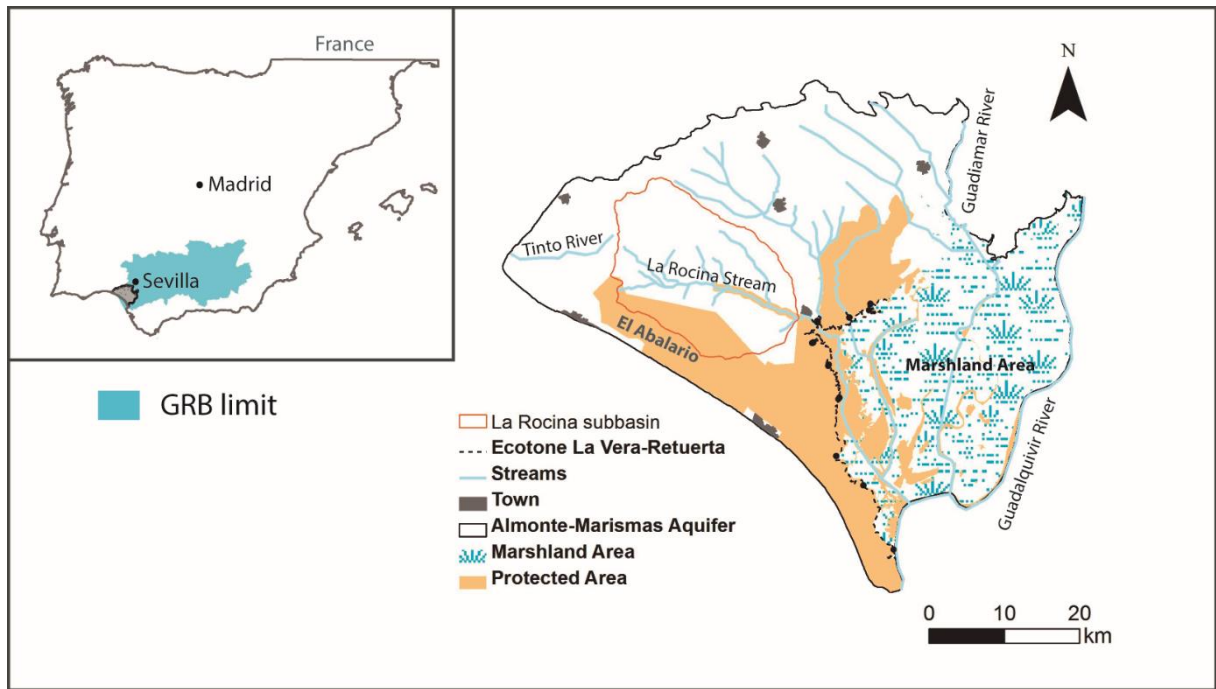 France
Madrid
Sevilla
GRB limit
N
Guadiamar River
Tinto River
La Rocina Stream
El Abalario
Marshland Area
Guadalquivir River
La Rocina subbasin
Ecotone La Vera-Retuerta
Streams
Town
Almonte-Marismas Aquifer
Marshland Area
Protected Area
0 10 20
km